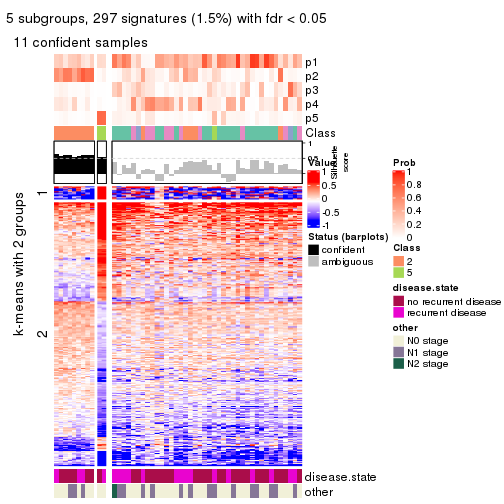 5 subgroups, 297 signatures (1.5%) with fdr < 0.05
11 confident samples
p1
p2
p3
p4
p5
Class
1
0.5
0
Silhouette
score
k-means with 2 groups
1
2
Value
1
0.5
0
-0.5
-1
Status (barplots)
confident
ambiguous
Prob
1
0.8
0.6
0.4
0.2
0
Class
2
5
disease.state
no recurrent disease
recurrent disease
other
N0 stage
N1 stage
N2 stage
disease.state
other